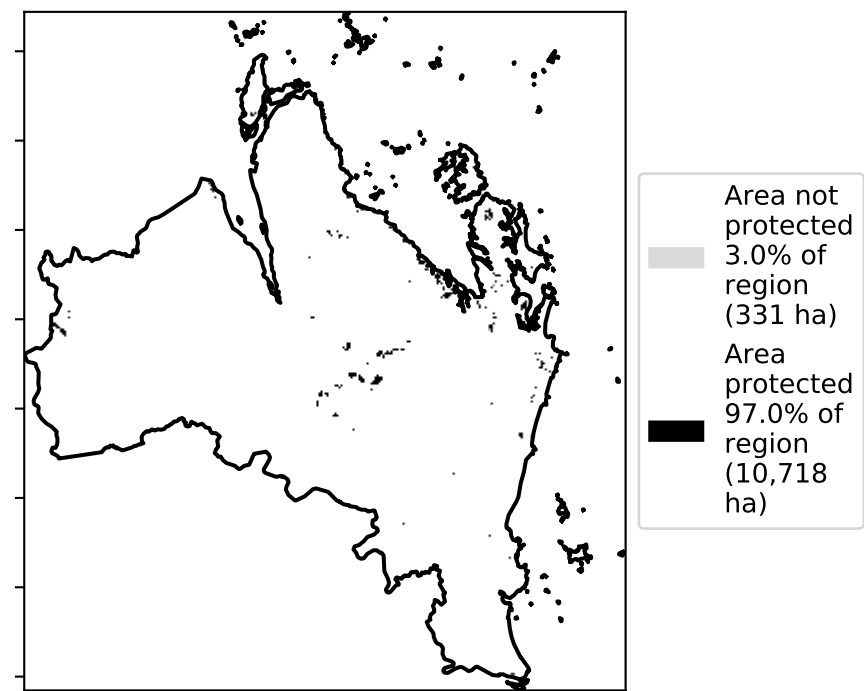 Area not
protected
3.0% of
region
(331 ha)
Area
protected
97.0% of
region
(10,718
ha)